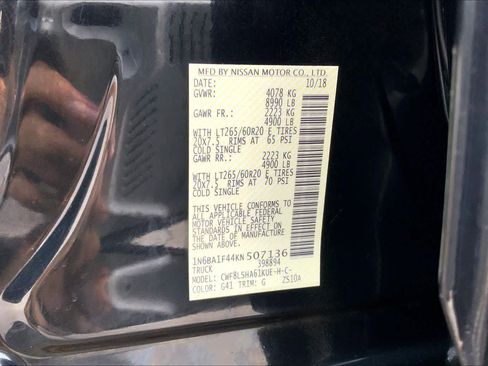 MFD BY NISSAN MOTOR CO., LTD.
DATE: 10/18
GVWR: 4078 KG
8990 LB
GAWR FR.: 2223 KG
4900 LB
WITH LT265/60R20 E TIRES
20X7.5 RIMS AT 65 PSI
COLD SINGLE
GAWR RR.: 2223 KG
4900 LB
WITH LT265/60R20 E TIRES
20X7.5 RIMS AT 70 PSI
COLD SINGLE
THIS VEHICLE CONFORMS TO
ALL APPLICABLE FEDERAL
MOTOR VEHICLE SAFETY
STANDARDS IN EFFECT
ON THE DATE OF
MANUFACTURE SHOWN ABOVE.
1N6BA1F44KN507136
TRUCK 398894
MODEL: CWF8LSHA61KUE-H-C-
COLOR: G41 TRIM: G ZS10A